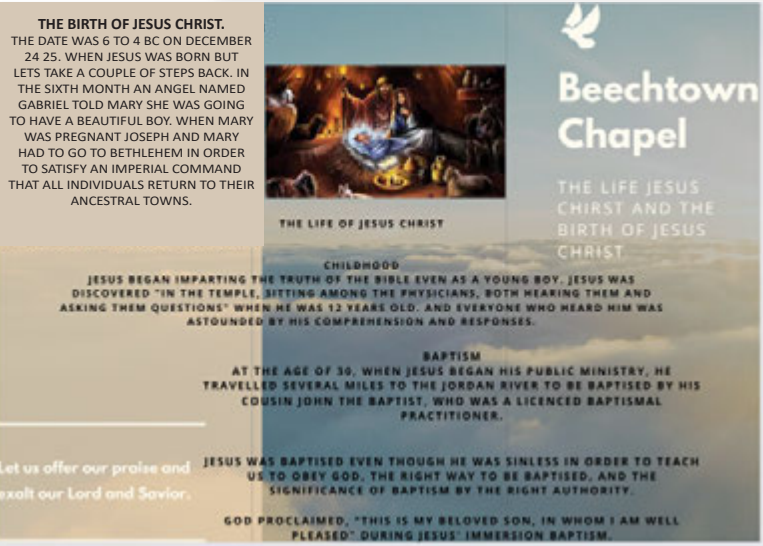 THE BIRTH OF JESUS CHRIST.
THE DATE WAS 6 TO 4 BC ON DECEMBER
24 25. WHEN JESUS WAS BORN BUT
LETS TAKE A COUPLE OF STEPS BACK. IN
THE SIXTH MONTH AN ANGEL NAMED
GABRIEL TOLD MARY SHE WAS GOING
TO HAVE A BEAUTIFUL BOY. WHEN MARY
WAS PREGNANT JOSEPH AND MARY
HAD TO GO TO BETHLEHEM IN ORDER
TO SATISFY AN IMPERIAL COMMAND
THAT ALL INDIVIDUALS RETURN TO THEIR
ANCESTRAL TOWNS.
Beechtown
Chapel
THE LIFE JESUS
CHIRST AND THE
BIRTH OF JESUS
CHRIST
THE LIFE OF JESUS CHRIST
CHILDHOOD
JESUS BEGAN IMPARTING THE TRUTH OF THE BIBLE EVEN AS A YOUNG BOY. JESUS WAS
DISCOVERED "IN THE TEMPLE, SITTING AMONG THE PHYSICIANS, BOTH HEARING THEM AND
ASKING THEM QUESTIONS" WHEN HE WAS 12 YEARS OLD. AND EVERYONE WHO HEARD HIM WAS
ASTOUNDED BY HIS COMPREHENSION AND RESPONSES.
BAPTISM
AT THE AGE OF 30, WHEN JESUS BEGAN HIS PUBLIC MINISTRY, HE
TRAVELLED SEVERAL MILES TO THE JORDAN RIVER TO BE BAPTISED BY HIS
COUSIN JOHN THE BAPTIST, WHO WAS A LICENCED BAPTISMAL
PRACTITIONER.
JESUS WAS BAPTISED EVEN THOUGH HE WAS SINLESS IN ORDER TO TEACH
US TO OBEY GOD, THE RIGHT WAY TO BE BAPTISED, AND THE
SIGNIFICANCE OF BAPTISM BY THE RIGHT AUTHORITY.
GOD PROCLAIMED, "THIS IS MY BELOVED SON, IN WHOM I AM WELL
PLEASED" DURING JESUS' IMMERSION BAPTISM.
Let us offer our praise and
exalt our Lord and Savior.